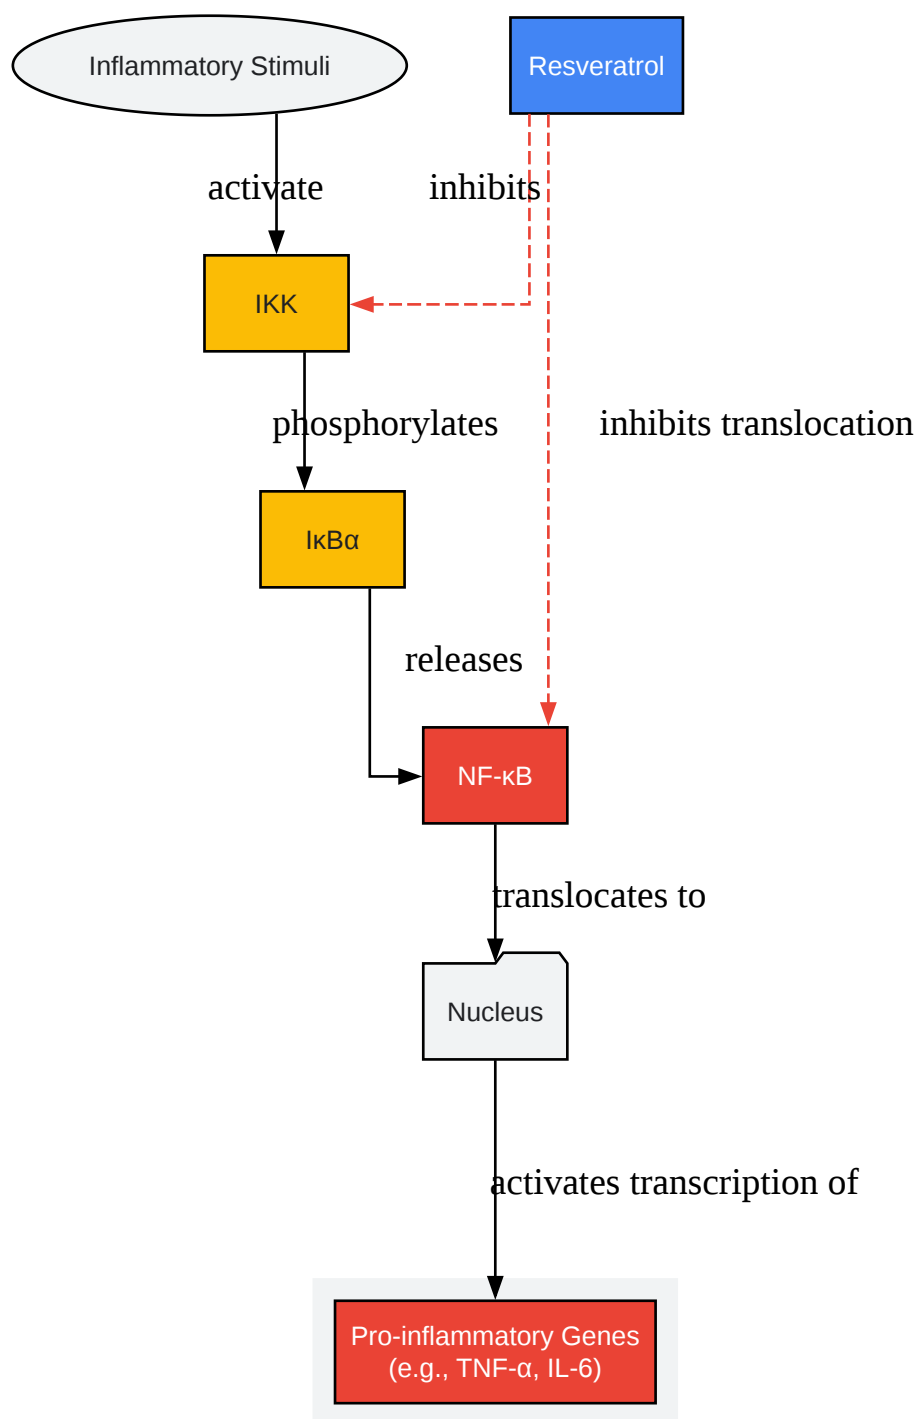 Inflammatory Stimuli
Resveratrol
activate
inhibits
IKK
phosphorylates
inhibits translocation
IκBα
releases
NF-κB
translocates to
Nucleus
activates transcription of
Pro-inflammatory Genes
(e.g., TNF-α, IL-6)